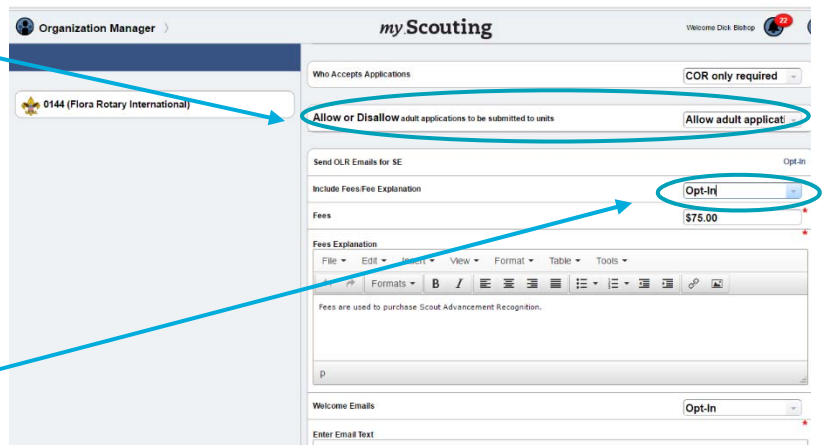 Organization Manager
my.Scouting
Welcome Dick Bishop
22
Who Accepts Applications
COR only required
0144 (Flora Rotary International)
Allow or Disallow adult applications to be submitted to units
Allow adult applicati
Send OLR Emails for SE
Opt-In
Include Fees/Fee Explanation
Opt-In
Fees
$75.00
*
*
Fees Explanation
File Edit Insert View Format Table Tools
Formats B I
Fees are used to purchase Scout Advancement Recognition.
p
Welcome Emails
Opt-In
*
Enter Email Text